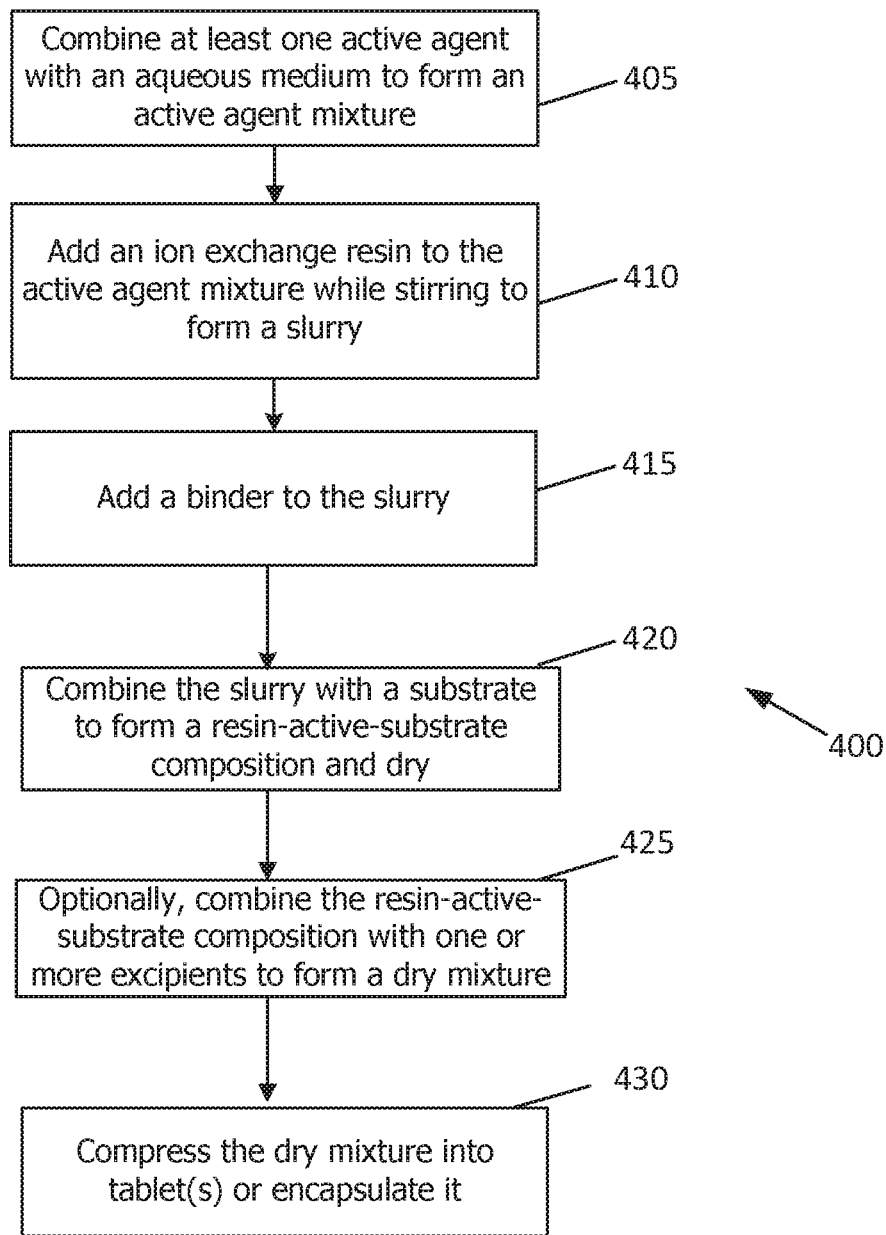 Combine at least one active agent
with an aqueous medium to form an
active agent mixture
405
Add an ion exchange resin to the
active agent mixture while stirring to
form a slurry
410
Add a binder to the slurry
415
420
Combine the slurry with a substrate
to form a resin-active-substrate
composition and dry
400
425
Optionally, combine the resin-active-
substrate composition with one or
more excipients to form a dry mixture
430
Compress the dry mixture into
tablet(s) or encapsulate it